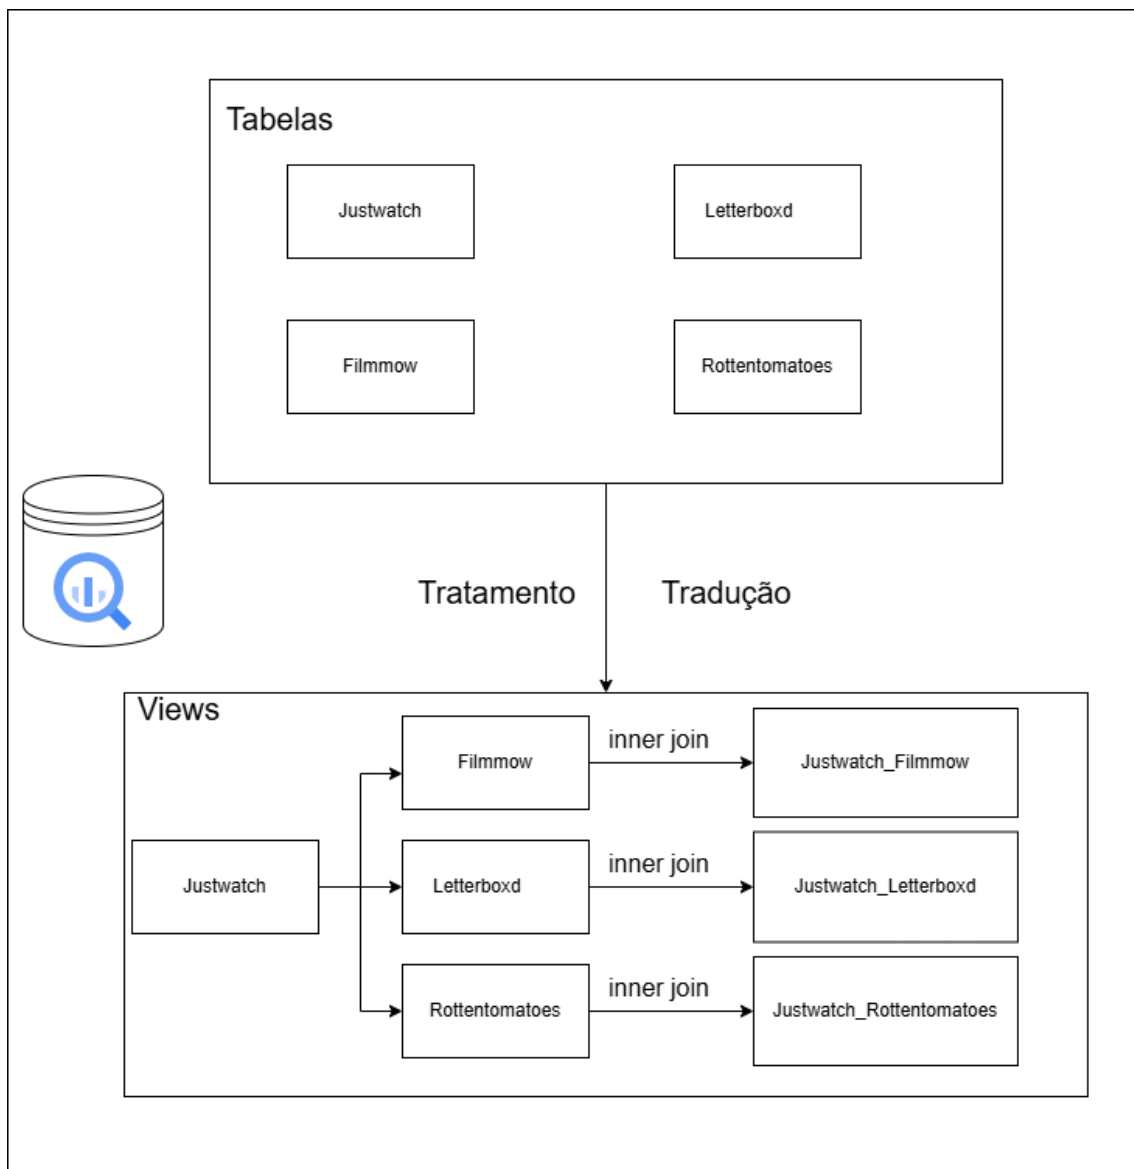 Tabelas
Justwatch
Letterboxd
Filmmow
Rottentomatoes
Tratamento
Tradução
Views
Filmmow
inner join
Justwatch_Filmmow
Justwatch
Letterboxd
inner join
Justwatch_Letterboxd
Rottentomatoes
inner join
Justwatch_Rottentomatoes